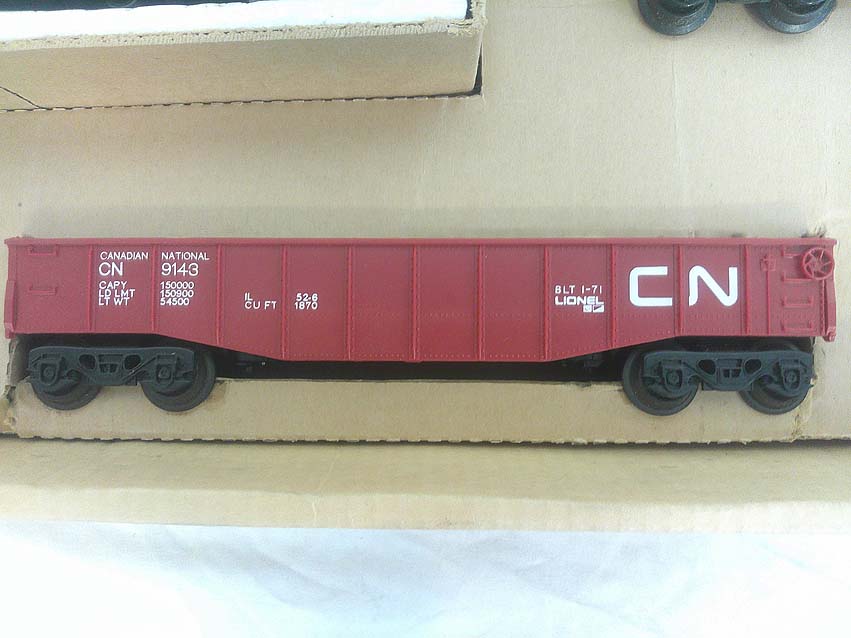 CANADIAN NATIONAL
CN 9143
CAPY 150000
LD LMT 150900
LT WT 54500
IL 52-6
CU FT 1870
BLT 1-71
LIONEL
CN